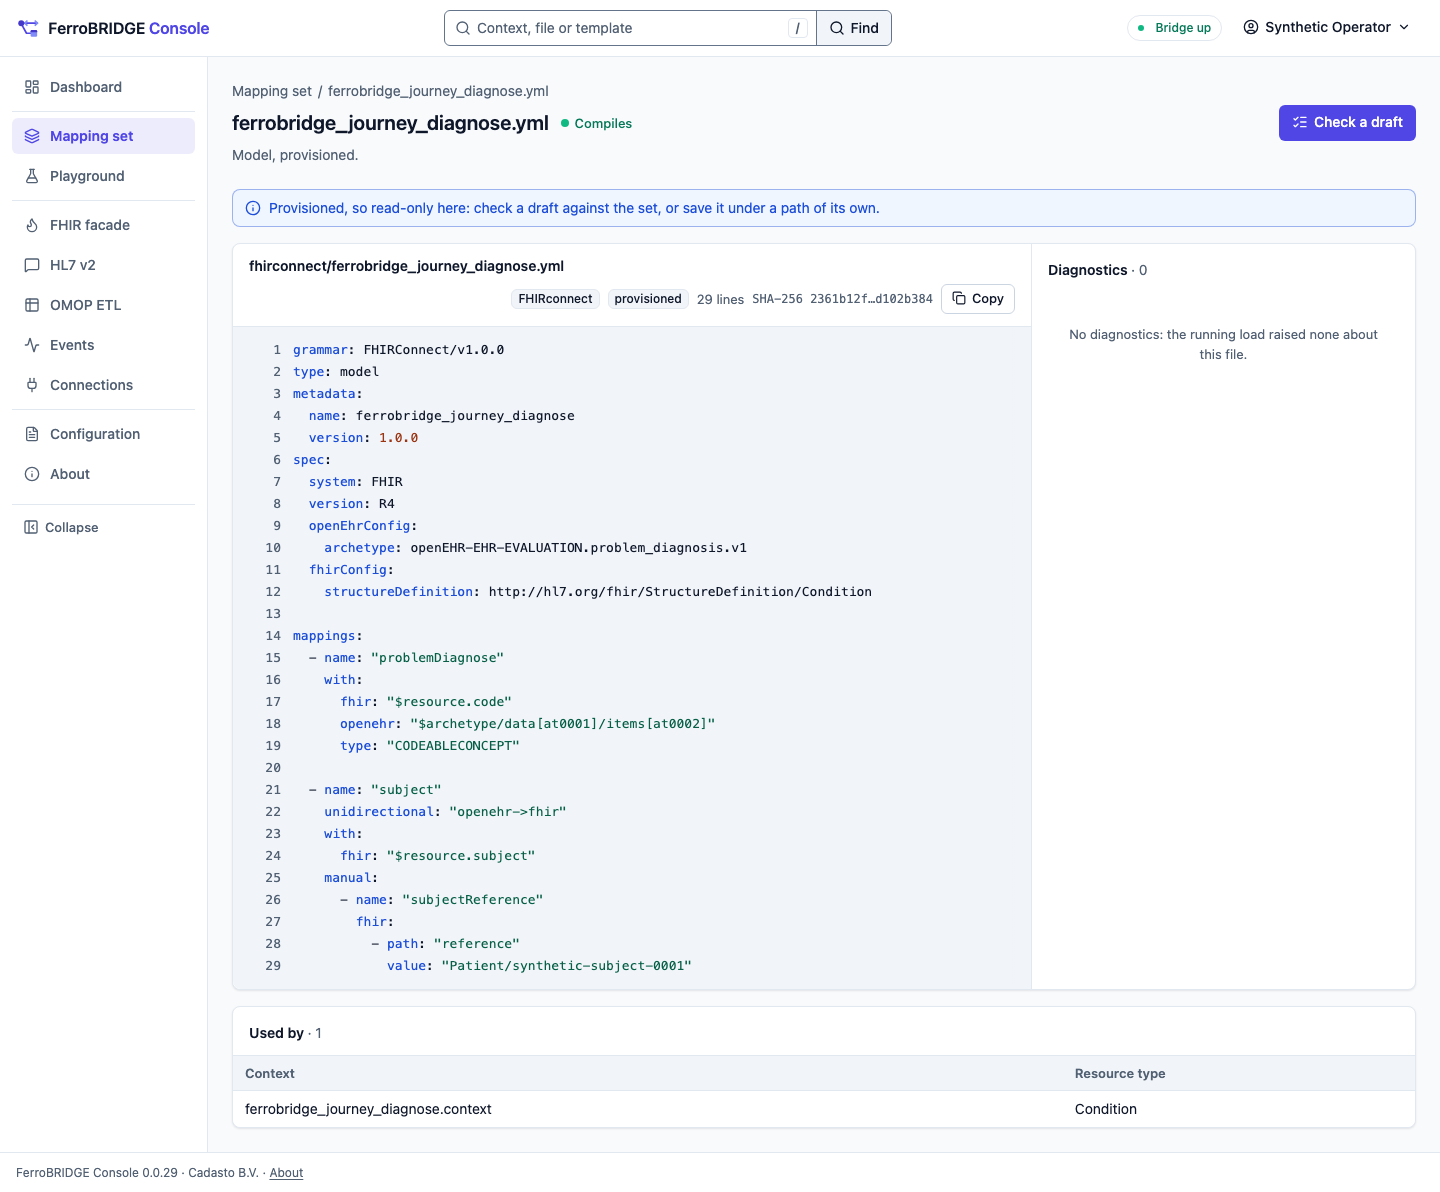 FerroBRIDGE Console
Context, file or template
/
Find
Bridge up
Synthetic Operator
Dashboard
Mapping set
Playground
FHIR facade
HL7 v2
OMOP ETL
Events
Connections
Configuration
About
Collapse
Mapping set / ferrobridge_journey_diagnose.yml
ferrobridge_journey_diagnose.yml
Compiles
Check a draft
Model, provisioned.
Provisioned, so read-only here: check a draft against the set, or save it under a path of its own.
fhirconnect/ferrobridge_journey_diagnose.yml
FHIRconnect provisioned 29 lines SHA-256 2361b12f…d102b384 Copy
1 grammar: FHIRConnect/v1.0.0
2 type: model
3 metadata:
4   name: ferrobridge_journey_diagnose
5   version: 1.0.0
6 spec:
7   system: FHIR
8   version: R4
9   openEhrConfig:
10     archetype: openEHR-EHR-EVALUATION.problem_diagnosis.v1
11   fhirConfig:
12     structureDefinition: http://hl7.org/fhir/StructureDefinition/Condition
13
14 mappings:
15   - name: "problemDiagnose"
16     with:
17       fhir: "$resource.code"
18       openehr: "$archetype/data[at0001]/items[at0002]"
19       type: "CODEABLECONCEPT"
20
21   - name: "subject"
22     unidirectional: "openehr->fhir"
23     with:
24       fhir: "$resource.subject"
25     manual:
26       - name: "subjectReference"
27         fhir:
28           - path: "reference"
29             value: "Patient/synthetic-subject-0001"
Diagnostics · 0
No diagnostics: the running load raised none about
this file.
Used by · 1
Context Resource type
ferrobridge_journey_diagnose.context Condition
FerroBRIDGE Console 0.0.29 · Cadasto B.V. · About